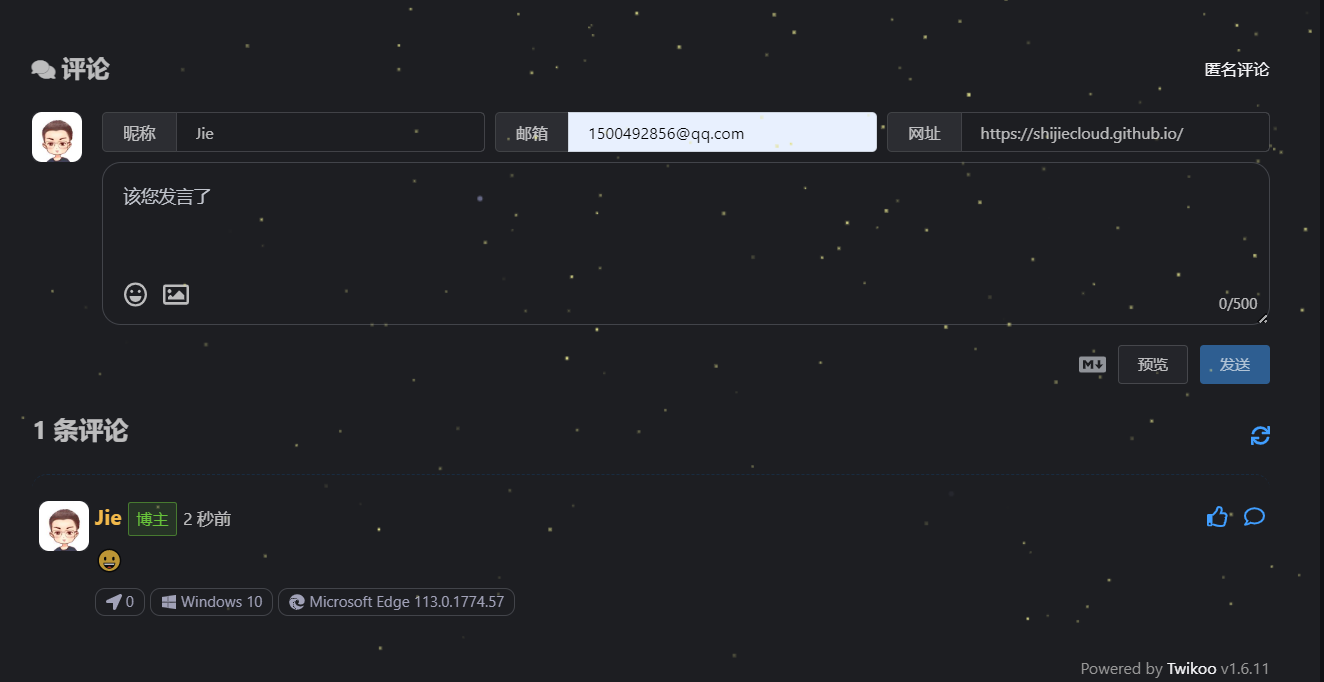 评论 匿名评论
昵称 Jie 邮箱 1500492856@qq.com 网址 https://shijiecloud.github.io/
该您发言了
0/500
M 预览 发送
1 条评论
Jie 博主 2 秒前
0 Windows 10 Microsoft Edge 113.0.1774.57
Powered by Twikoo v1.6.11